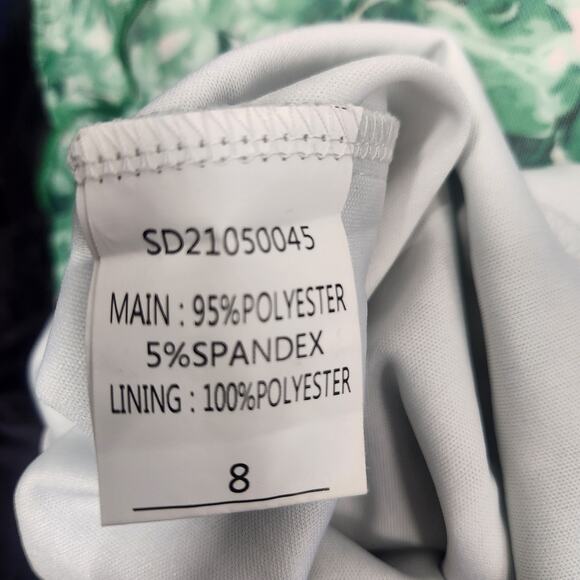 SD21050045
MAIN : 95%POLYESTER
5%SPANDEX
LINING : 100%POLYESTER
8